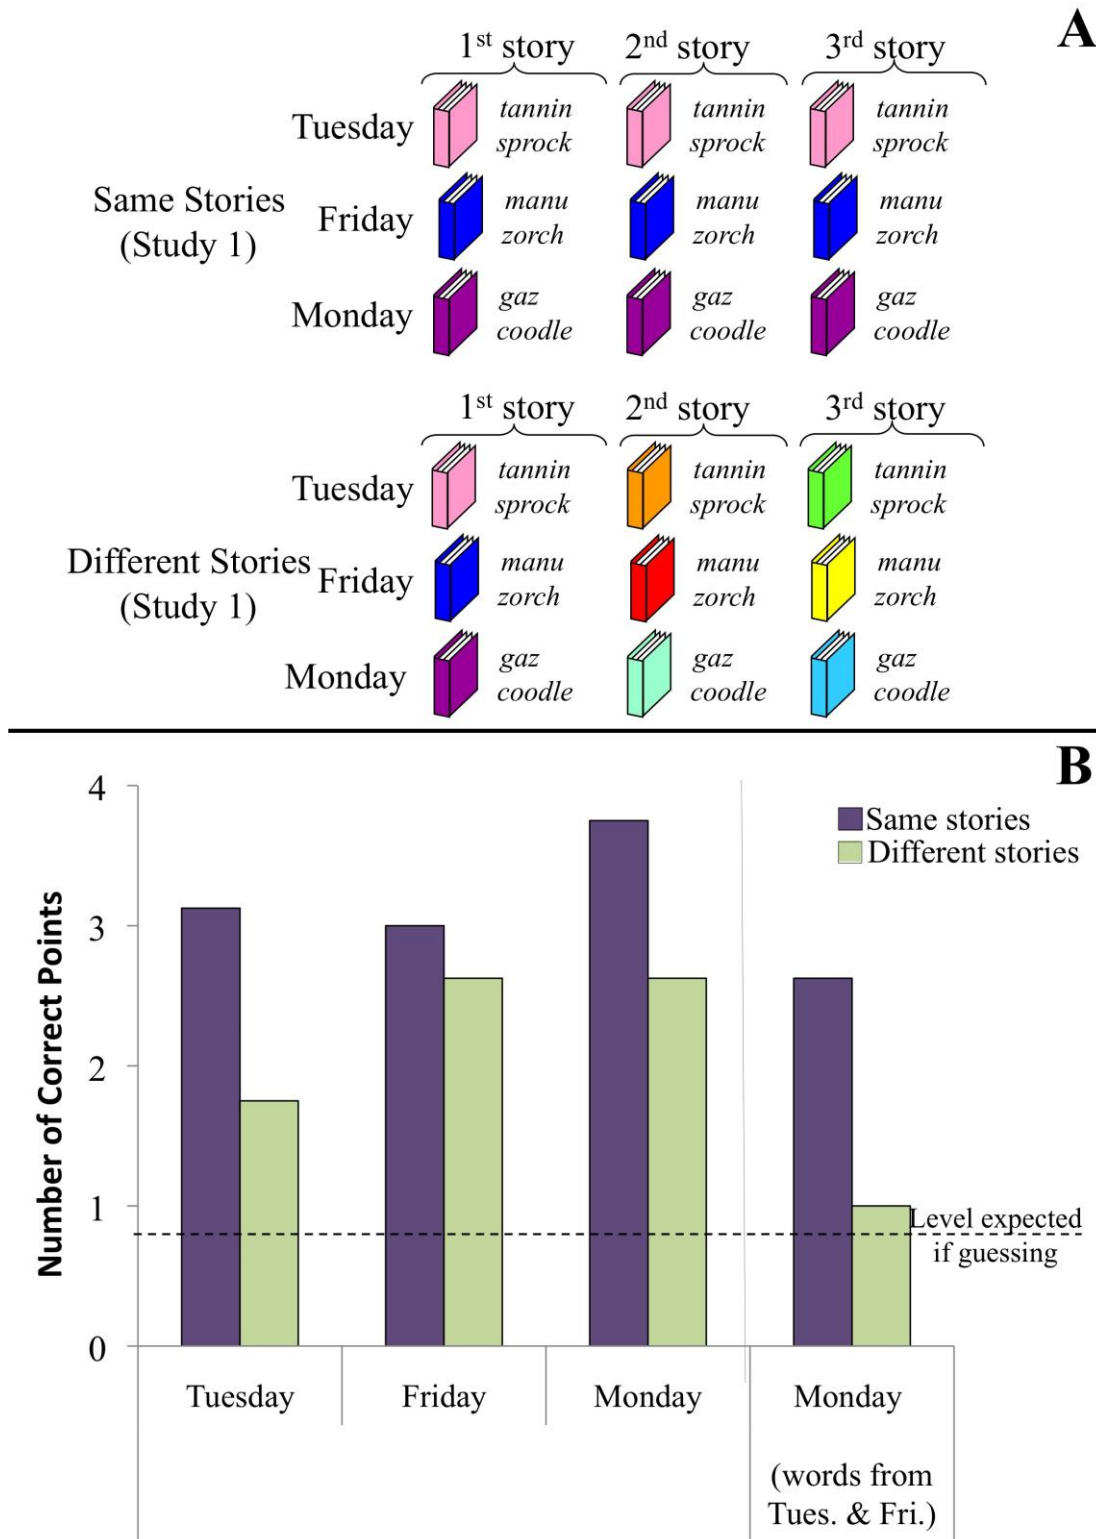 A
1st story 2nd story 3rd story
Tuesday
tannin tannin tannin
sprock sprock sprock
Same Stories
(Study 1)
Friday
manu manu manu
zorch zorch zorch
Monday
gaz gaz gaz
coodle coodle coodle
1st story 2nd story 3rd story
Tuesday
tannin tannin tannin
sprock sprock sprock
Different Stories
(Study 1)
Friday
manu manu manu
zorch zorch zorch
Monday
gaz gaz gaz
coodle coodle coodle
B
Number of Correct Points
4
3
2
1
0
Same stories
Different stories
Level expected
if guessing
Tuesday Friday Monday Monday
(words from
Tues. & Fri.)